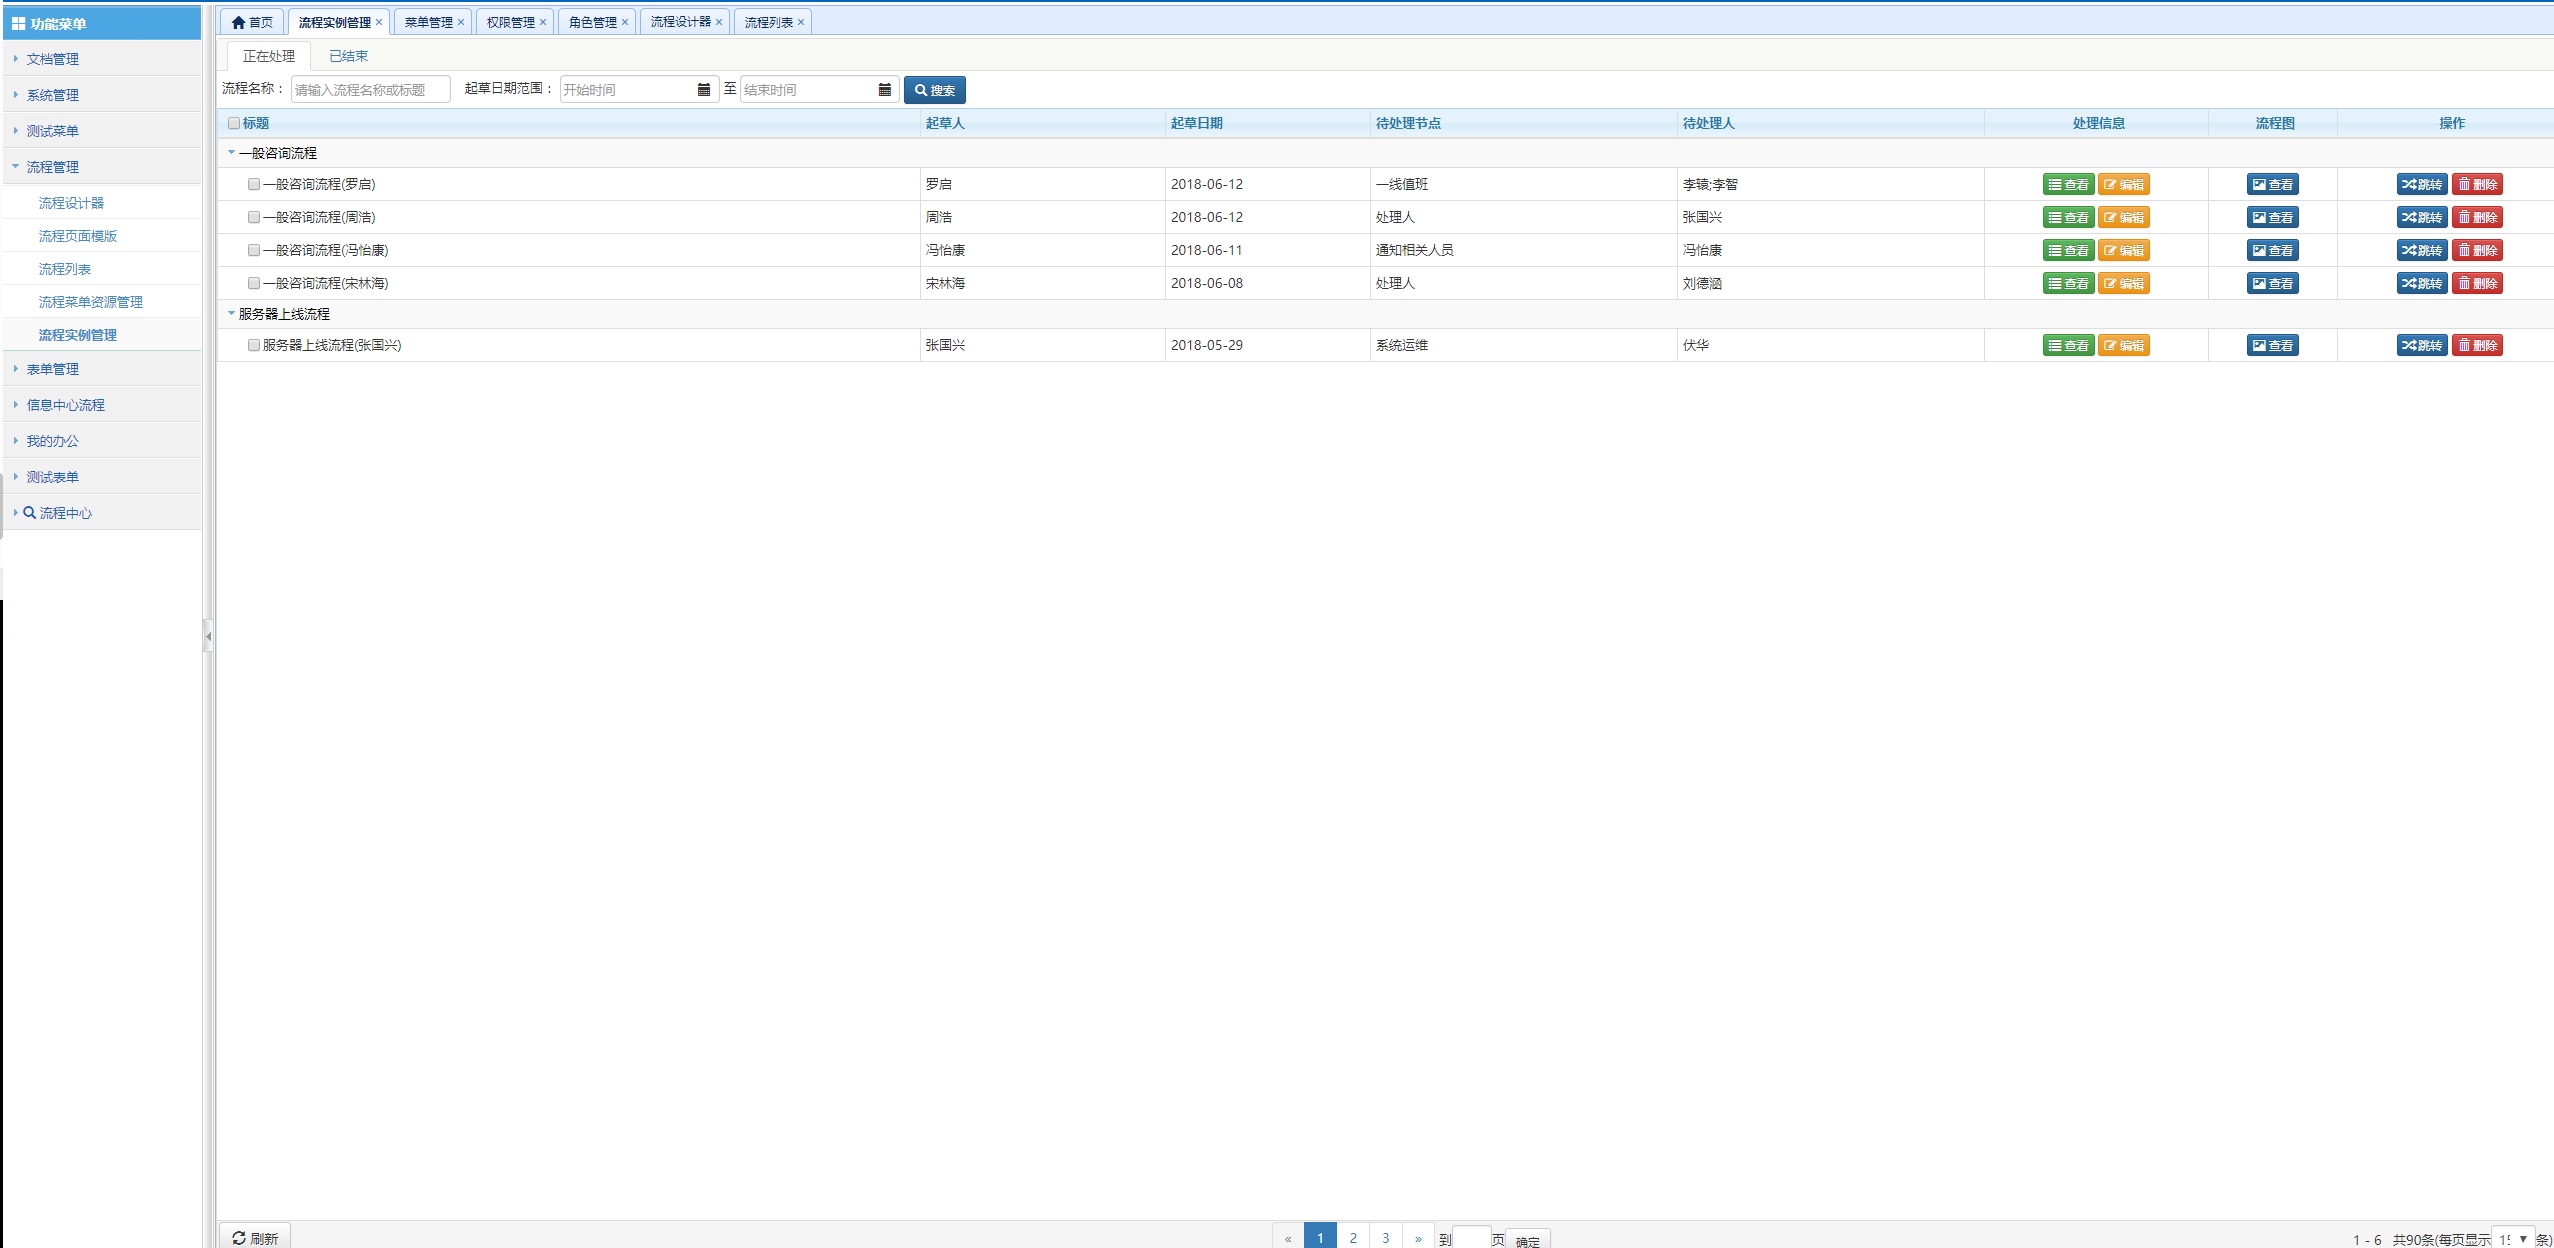 功能菜单
文档管理
系统管理
测试菜单
流程管理
流程设计器
流程页面模版
流程列表
流程菜单资源管理
流程实例管理
表单管理
信息中心流程
我的办公
测试表单
流程中心
首页 流程实例管理 × 菜单管理 × 权限管理 × 角色管理 × 流程设计器 × 流程列表 ×
正在处理 已结束
流程名称： 请输入流程名称或标题 起草日期范围： 开始时间 至 结束时间 搜索
标题 起草人 起草日期 待处理节点 待处理人 处理信息 流程图 操作
一般咨询流程
一般咨询流程(罗启) 罗启 2018-06-12 一线值班 李辕;李智 查看 编辑 查看 跳转 删除
一般咨询流程(周浩) 周浩 2018-06-12 处理人 张国兴 查看 编辑 查看 跳转 删除
一般咨询流程(冯怡康) 冯怡康 2018-06-11 通知相关人员 冯怡康 查看 编辑 查看 跳转 删除
一般咨询流程(宋林海) 宋林海 2018-06-08 处理人 刘德涵 查看 编辑 查看 跳转 删除
服务器上线流程
服务器上线流程(张国兴) 张国兴 2018-05-29 系统运维 伏华 查看 编辑 查看 跳转 删除
刷新 « 1 2 3 » 到 页 确定 1 - 6 共90条(每页显示 条)